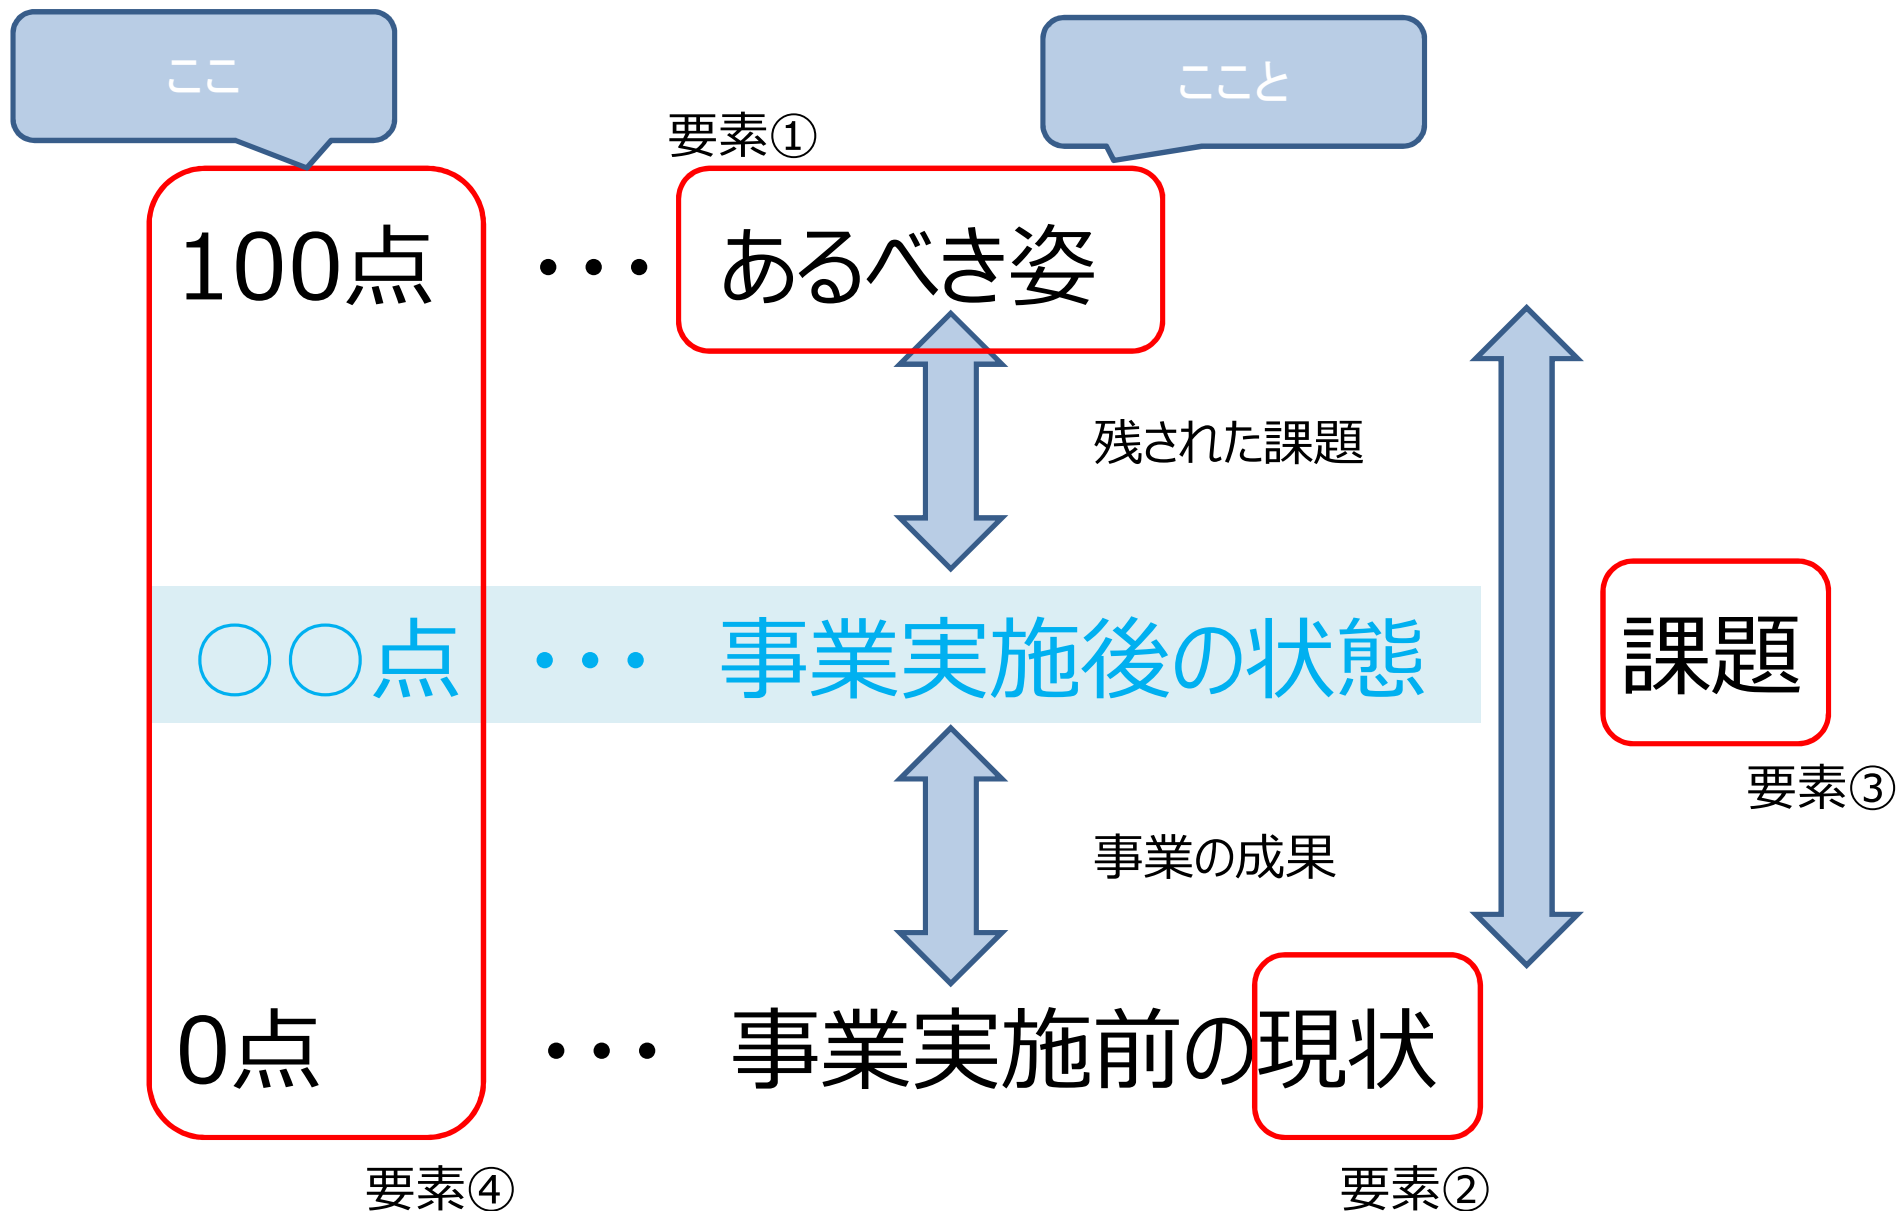 ここ
ここと
要素①
100点 ・・・ あるべき姿
残された課題
○○点 ・・・ 事業実施後の状態
課題
要素③
事業の成果
0点 ・・・ 事業実施前の現状
要素④
要素②